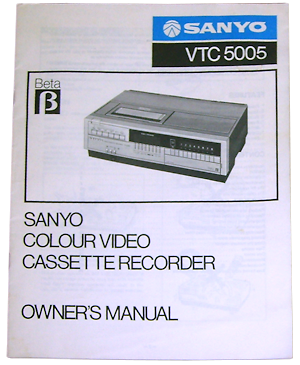 SANYO
VTC 5005
Beta
β
SANYO
COLOUR VIDEO
CASSETTE RECORDER
OWNER'S MANUAL